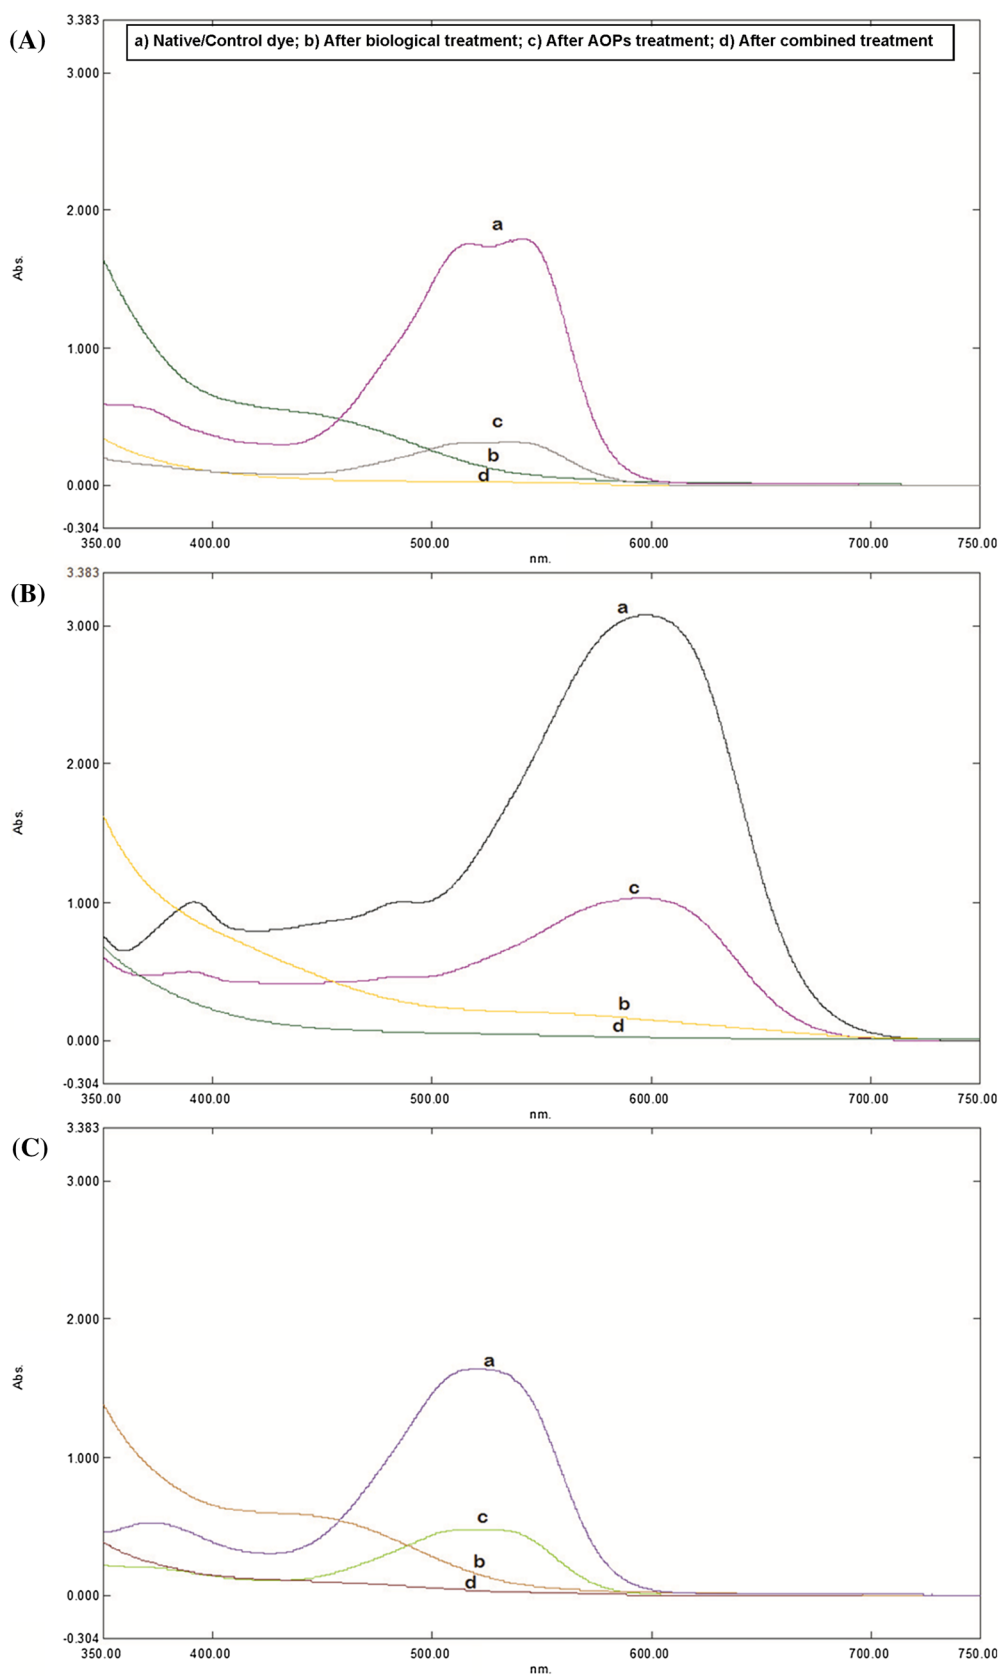 (A)
3.383
a) Native/Control dye; b) After biological treatment; c) After AOPs treatment; d) After combined treatment
3.000
2.000
a
Abs.
1.000
c
b
d
0.000
-0.304
350.00 400.00 500.00 600.00 700.00 750.00
nm.
(B)
3.383
a
3.000
2.000
Abs.
c
1.000
b
d
0.000
-0.304
350.00 400.00 500.00 600.00 700.00 750.00
nm.
(C)
3.383
3.000
2.000
a
Abs.
1.000
c
b
d
0.000
-0.304
350.00 400.00 500.00 600.00 700.00 750.00
nm.